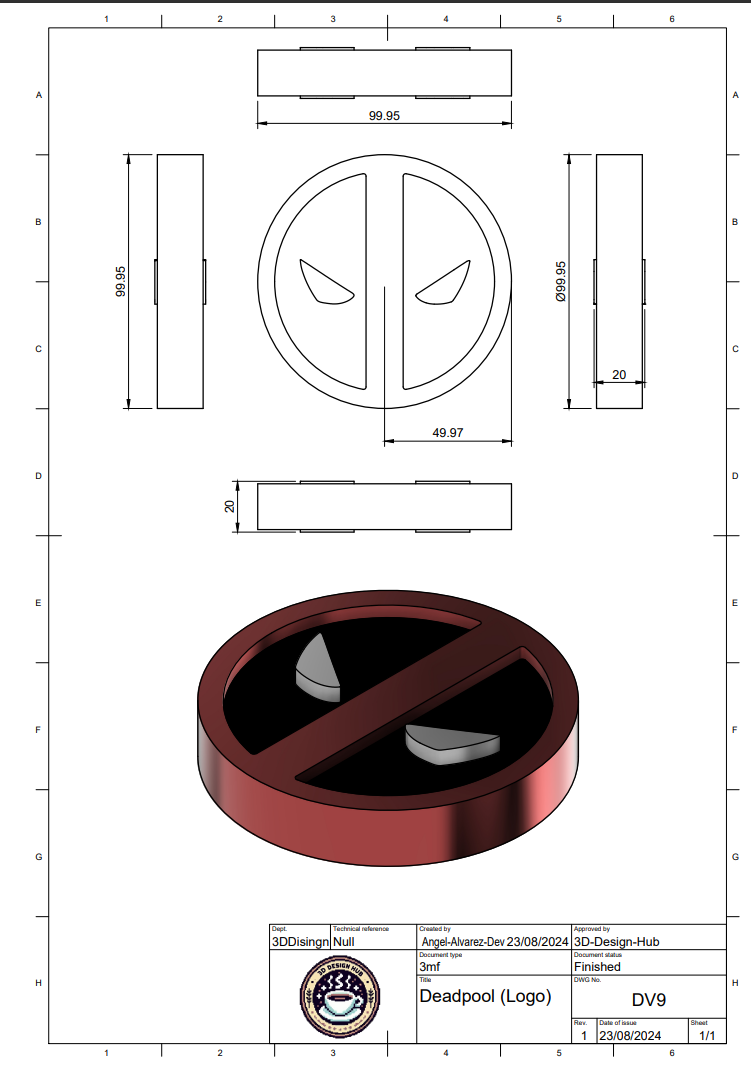 1 2 3 4 5 6
A A
99.95
B B
99.95
Ø99.95
C C
20
49.97
D D
20
E E
F F
G G
Dept. Technical reference Created by Approved by
3DDisingn Null Angel-Alvarez-Dev 23/08/2024 3D-Design-Hub
Document type Document status
3mf Finished
3D DESIGN HUB
Title DWG No.
Deadpool (Logo) DV9
H H
Rev. Date of issue Sheet
1 23/08/2024 1/1
1 2 3 4 5 6